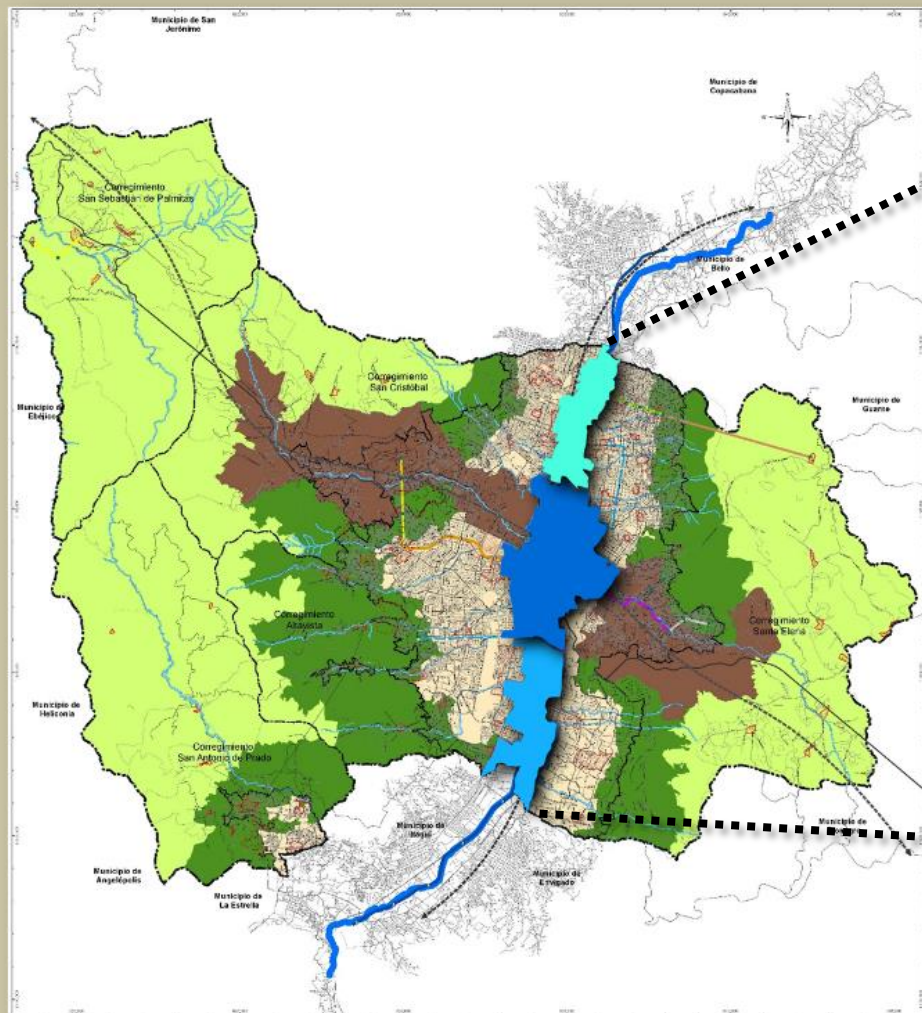 Municipio de San
Jerónimo
Municipio de
Copacabana
Corregimiento
San Sebastián de Palmitas
Municipio de
Bello
Corregimiento
San Cristóbal
Municipio de
Guarne
Municipio de
Ebéjico
Corregimiento
Altavista
Corregimiento
Santa Elena
Municipio de
Heliconia
Corregimiento
San Antonio de Prado
Municipio de
Itagüí
Municipio de
Municipio de
Angelópolis
Municipio de
Envigado
Municipio de
La Estrella